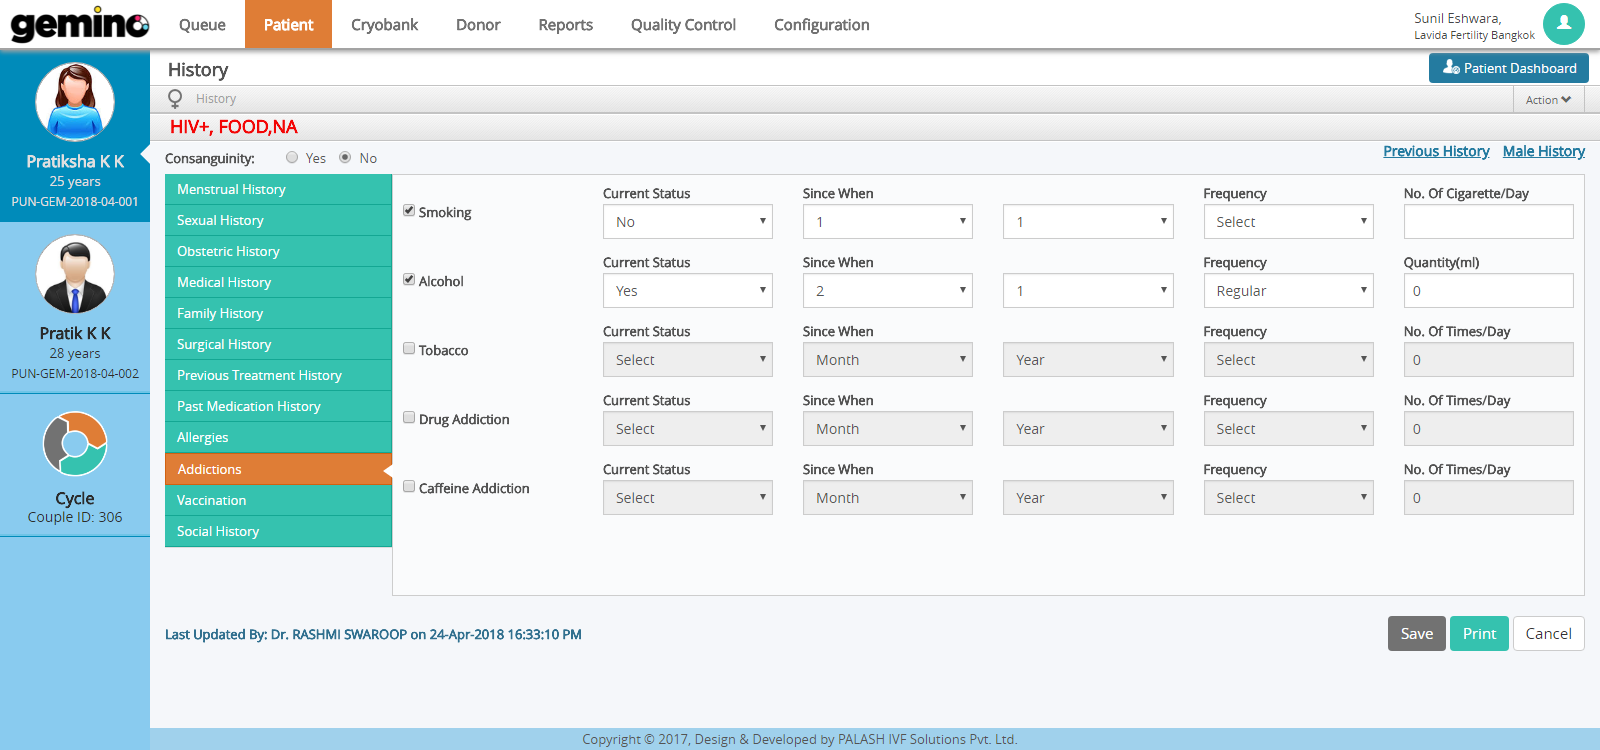 gemino Queue Patient Cryobank Donor Reports Quality Control Configuration
Sunil Eshwara,
Lavida Fertility Bangkok
Pratiksha K K
25 years
PUN-GEM-2018-04-001
Pratik K K
28 years
PUN-GEM-2018-04-002
Cycle
Couple ID: 306
History
Patient Dashboard
History
Action
HIV+, FOOD,NA
Consanguinity: Yes No
Previous History Male History
Menstrual History
Sexual History
Obstetric History
Medical History
Family History
Surgical History
Previous Treatment History
Past Medication History
Allergies
Addictions
Vaccination
Social History
Current Status Since When Frequency No. Of Cigarette/Day
Smoking No 1 1 Select
Current Status Since When Frequency Quantity(ml)
Alcohol Yes 2 1 Regular 0
Current Status Since When Frequency No. Of Times/Day
Tobacco Select Month Year Select 0
Current Status Since When Frequency No. Of Times/Day
Drug Addiction Select Month Year Select 0
Current Status Since When Frequency No. Of Times/Day
Caffeine Addiction Select Month Year Select 0
Last Updated By: Dr. RASHMI SWAROOP on 24-Apr-2018 16:33:10 PM
Save Print Cancel
Copyright © 2017, Design & Developed by PALASH IVF Solutions Pvt. Ltd.